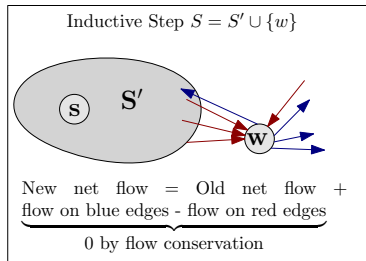 Inductive Step S = S′ ∪ {w}
s
S′
w
New net flow = Old net flow +
flow on blue edges - flow on red edges
0 by flow conservation